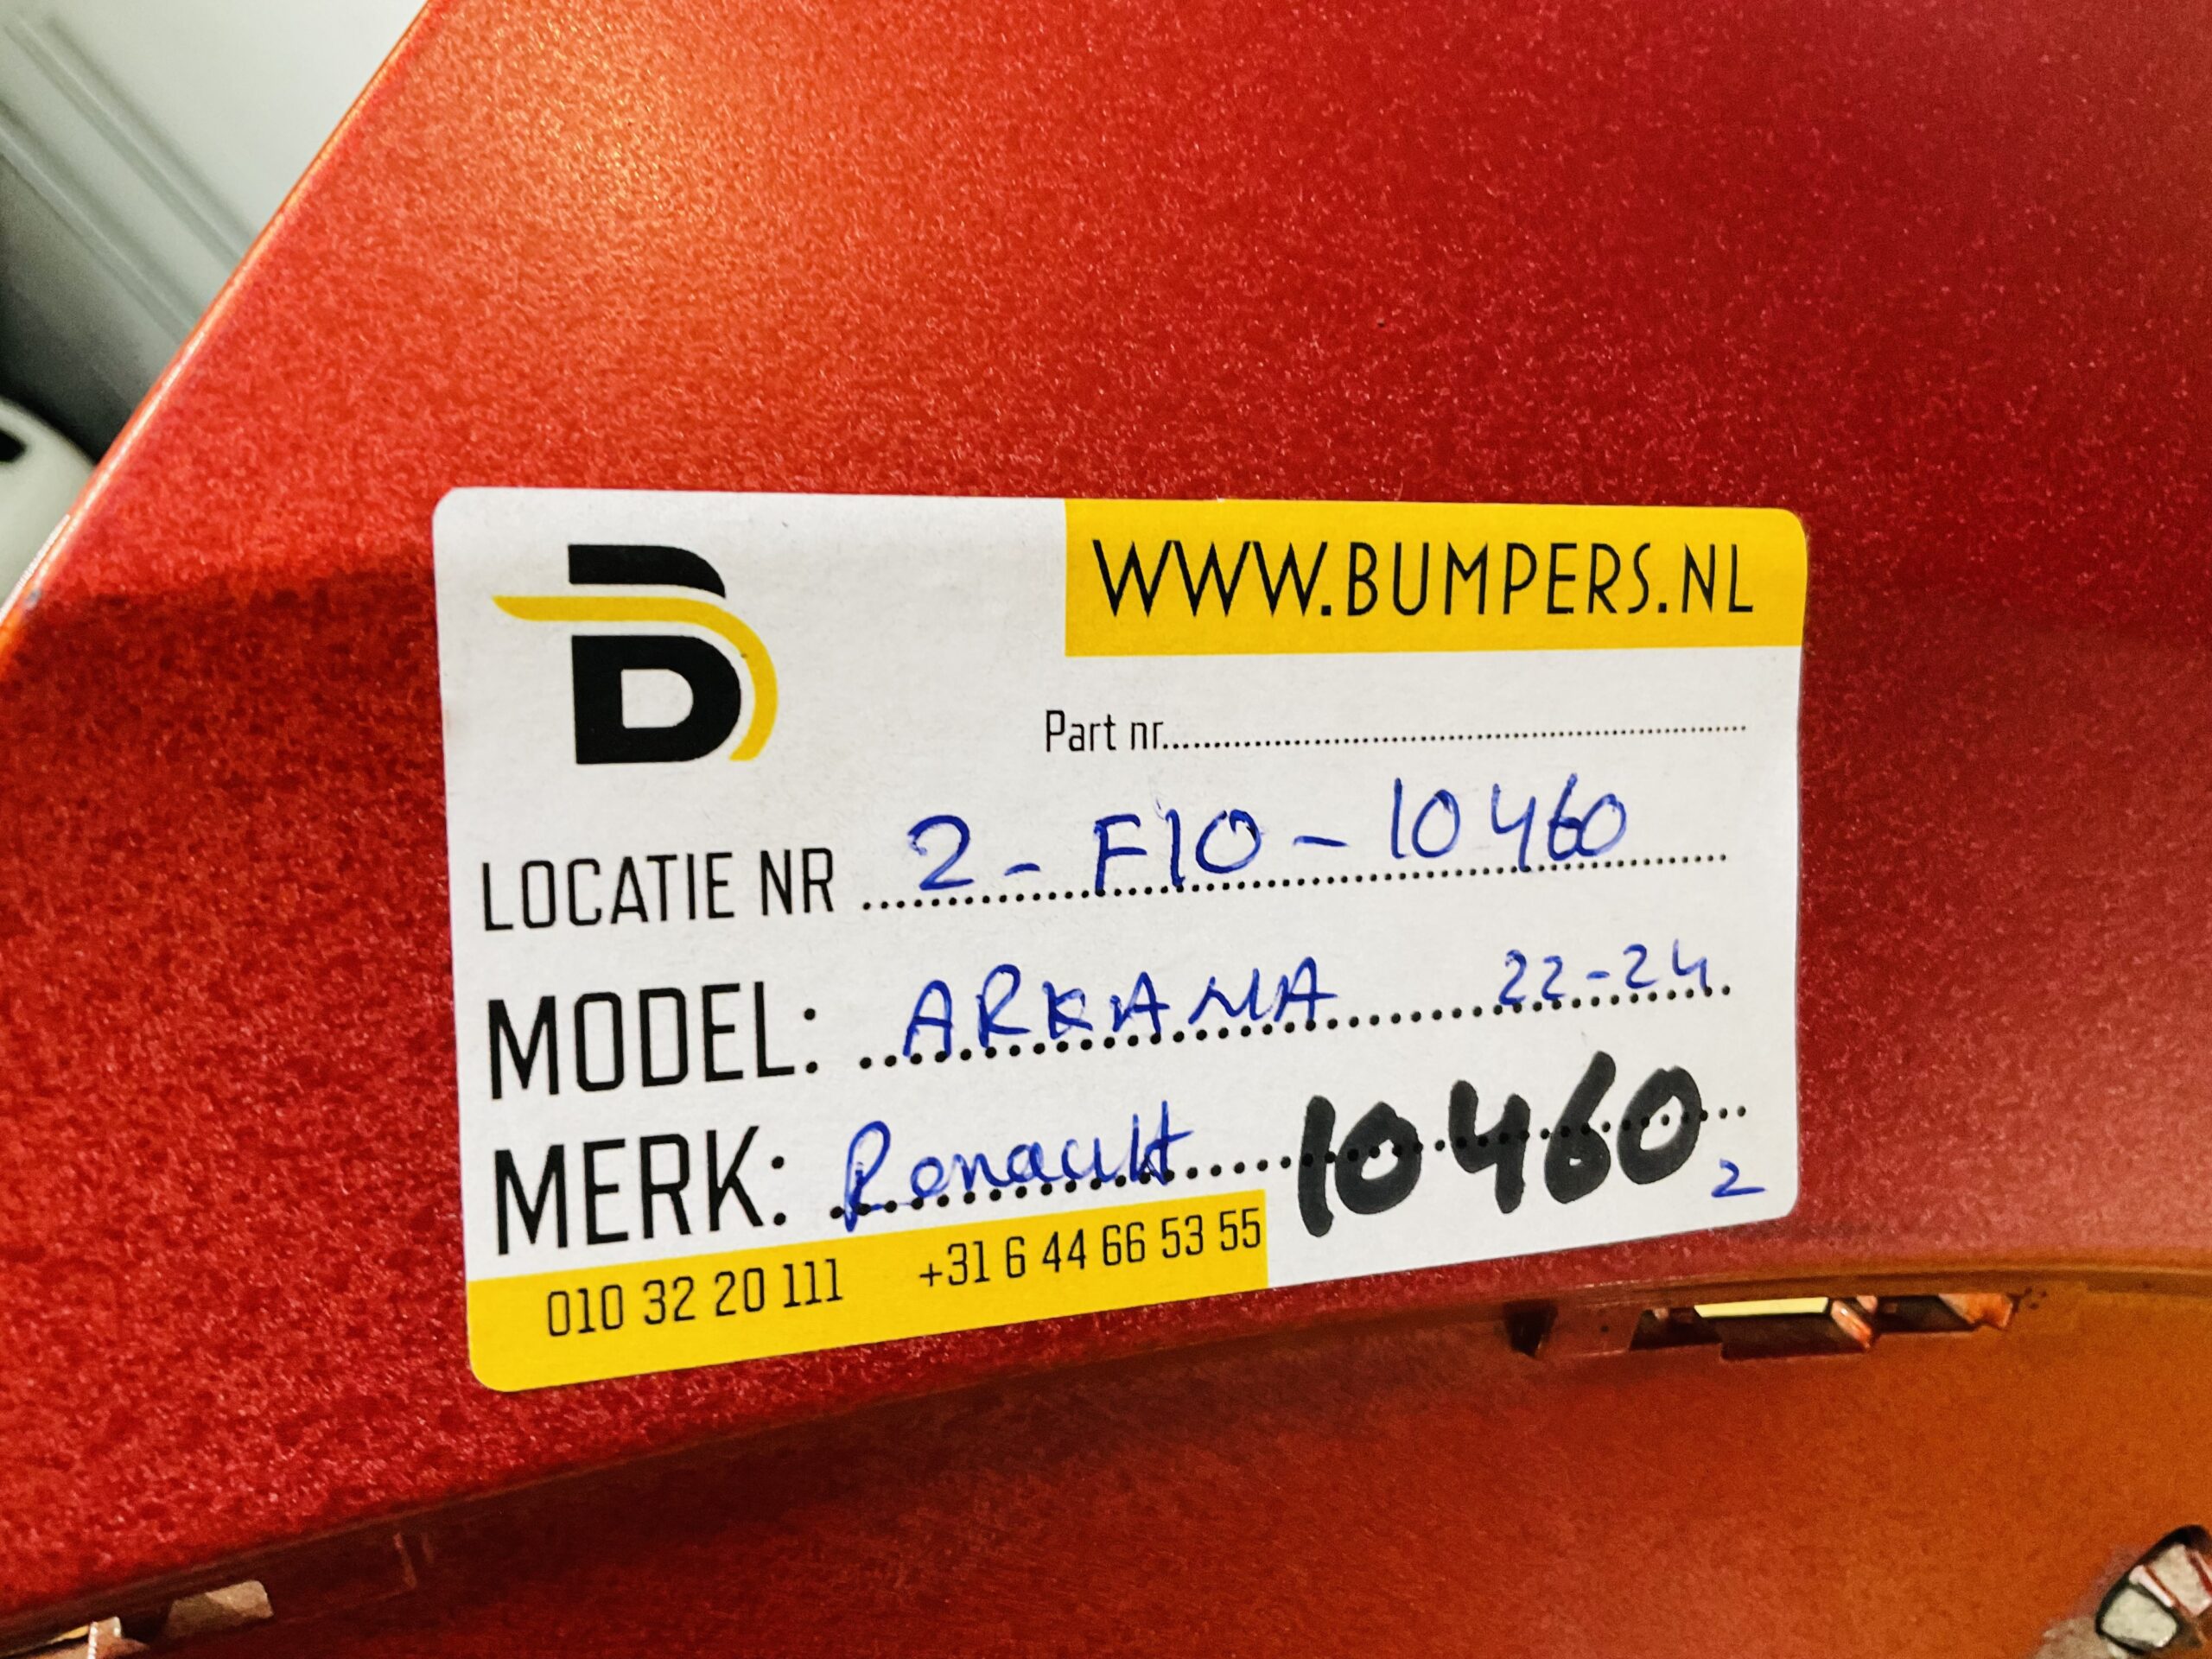 B
WWW.BUMPERS.NL
Part nr..........
LOCATIE NR 2 - F10 - 10460
MODEL: ARKANA 22-24
MERK: Renault 10460 2
010 32 20 111 +31 6 44 66 53 55